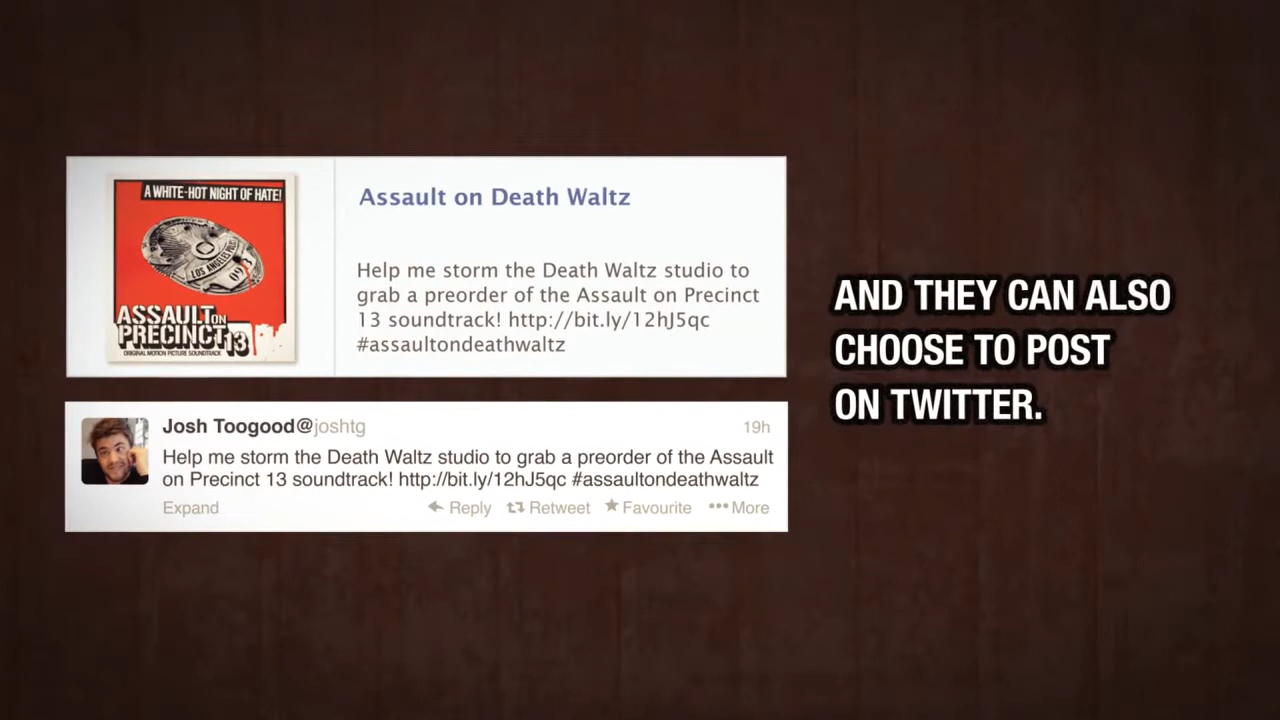 A WHITE-HOT NIGHT OF HATE!
LOS ANGELES POLICE
ASSAULT ON
PRECINCT 13
ORIGINAL MOTION PICTURE SOUNDTRACK
Assault on Death Waltz
Help me storm the Death Waltz studio to
grab a preorder of the Assault on Precinct
13 soundtrack! http://bit.ly/12hJ5qc
#assaultondeathwaltz
Josh Toogood@joshtg
19h
Help me storm the Death Waltz studio to grab a preorder of the Assault
on Precinct 13 soundtrack! http://bit.ly/12hJ5qc #assaultondeathwaltz
Expand Reply Retweet Favourite More
AND THEY CAN ALSO
CHOOSE TO POST
ON TWITTER.